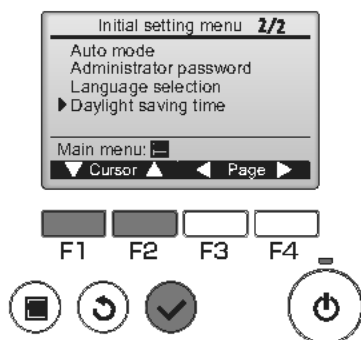 Initial setting menu 2/2
Auto mode
Administrator password
Language selection
Daylight saving time
Main menu:
Cursor Page
F1 F2 F3 F4